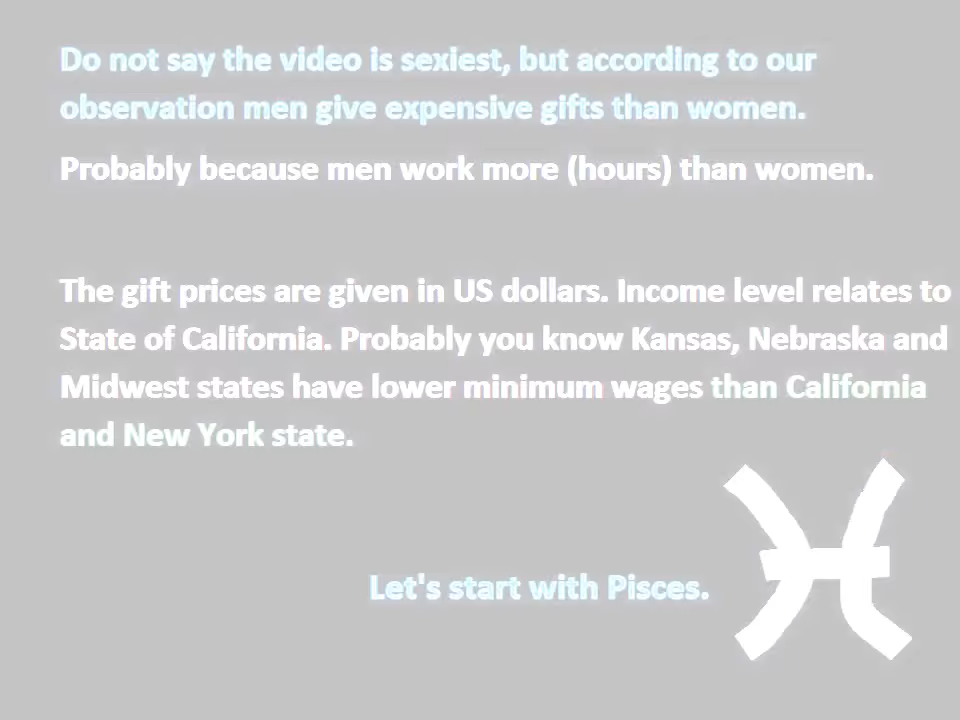 Do not say the video is sexiest, but according to our
observation men give expensive gifts than women.
Probably because men work more (hours) than women.
The gift prices are given in US dollars. Income level relates to
State of California. Probably you know Kansas, Nebraska and
Midwest states have lower minimum wages than California
and New York state.
Let's start with Pisces.